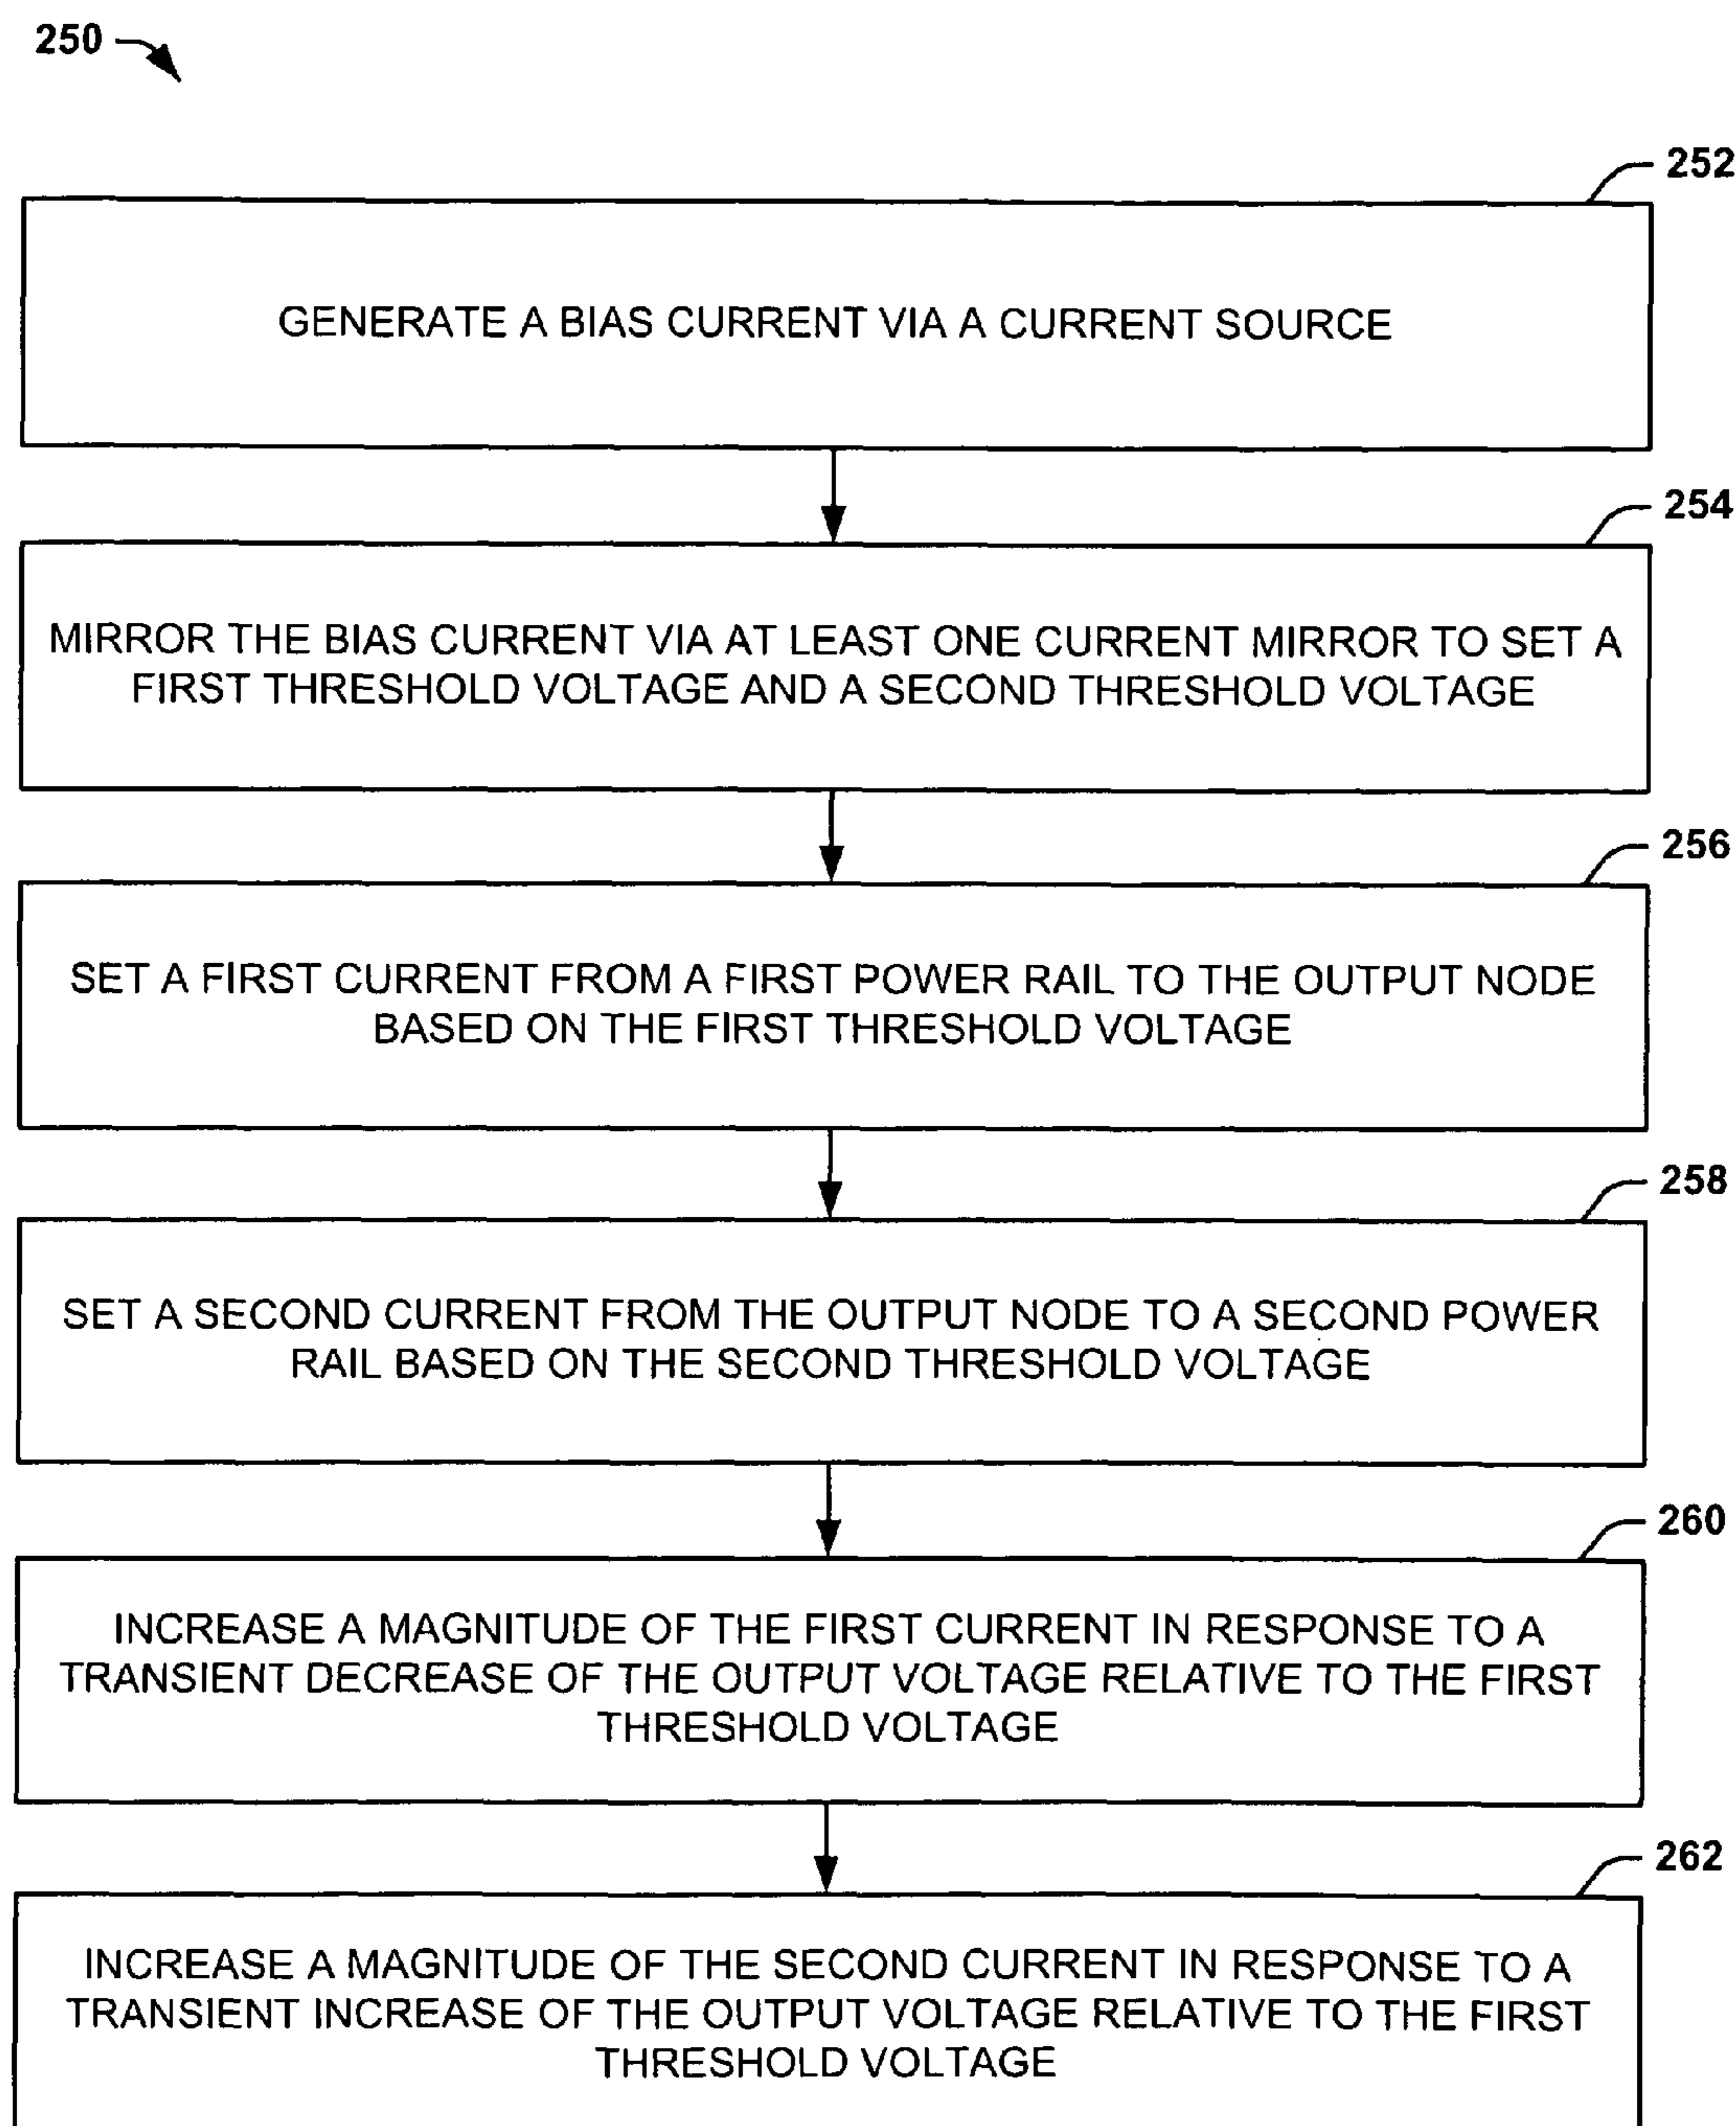 250
252
GENERATE A BIAS CURRENT VIA A CURRENT SOURCE
254
MIRROR THE BIAS CURRENT VIA AT LEAST ONE CURRENT MIRROR TO SET A
FIRST THRESHOLD VOLTAGE AND A SECOND THRESHOLD VOLTAGE
256
SET A FIRST CURRENT FROM A FIRST POWER RAIL TO THE OUTPUT NODE
BASED ON THE FIRST THRESHOLD VOLTAGE
258
SET A SECOND CURRENT FROM THE OUTPUT NODE TO A SECOND POWER
RAIL BASED ON THE SECOND THRESHOLD VOLTAGE
260
INCREASE A MAGNITUDE OF THE FIRST CURRENT IN RESPONSE TO A
TRANSIENT DECREASE OF THE OUTPUT VOLTAGE RELATIVE TO THE FIRST
THRESHOLD VOLTAGE
262
INCREASE A MAGNITUDE OF THE SECOND CURRENT IN RESPONSE TO A
TRANSIENT INCREASE OF THE OUTPUT VOLTAGE RELATIVE TO THE FIRST
THRESHOLD VOLTAGE